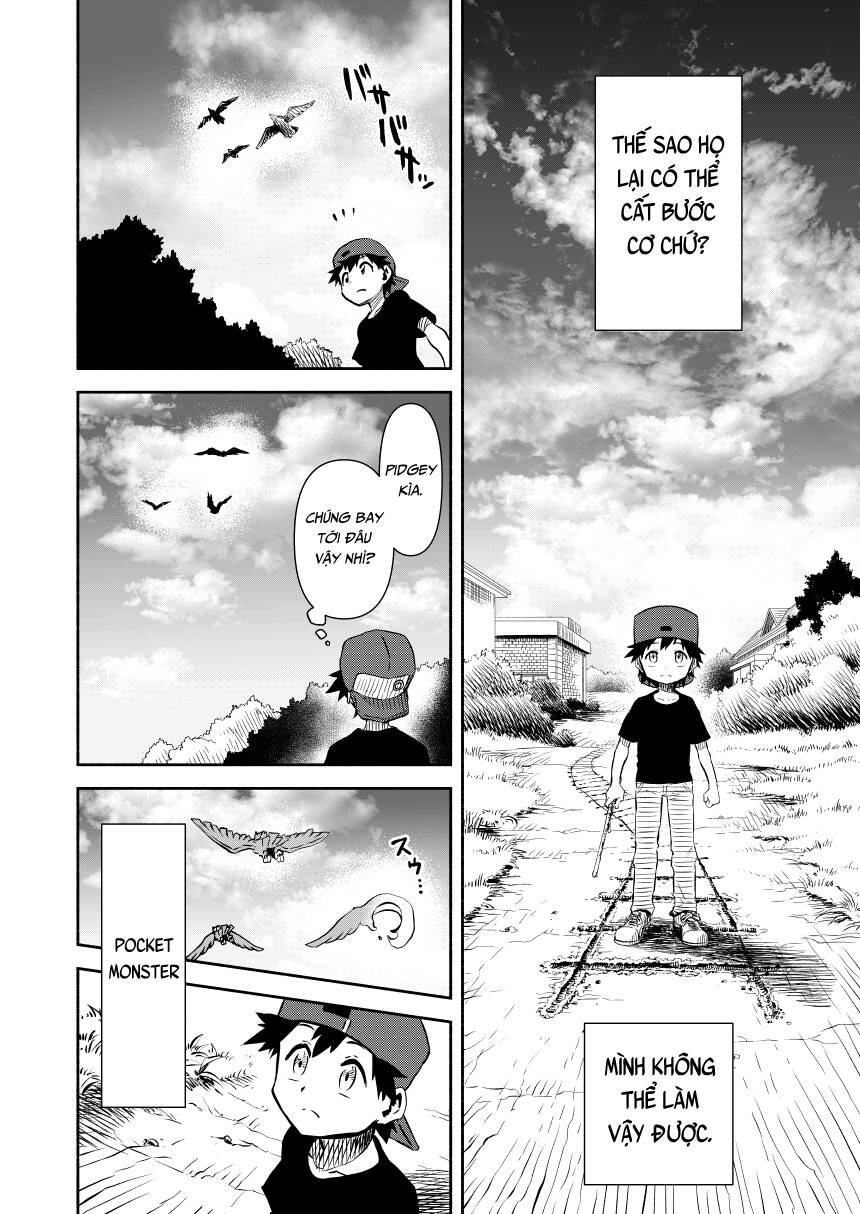 THẾ SAO HỌ
LẠI CÓ THỂ
CẤT BƯỚC
CƠ CHỨ?
MÌNH KHÔNG
THỂ LÀM
VẬY ĐƯỢC.
バサ
バサッ
PIDGEY
KÌA.
CHÚNG BAY
TỚI ĐÂU
VẬY NHỈ?
スゥ…
POCKET
MONSTER